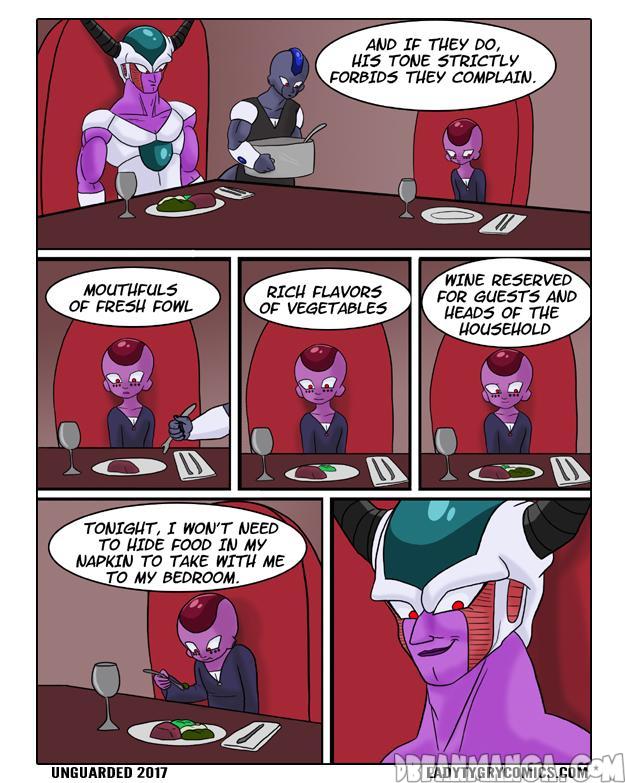 AND IF THEY DO,
HIS TONE STRICTLY
FORBIDS THEY COMPLAIN.
MOUTHFULS
OF FRESH FOWL
RICH FLAVORS
OF VEGETABLES
WINE RESERVED
FOR GUESTS AND
HEADS OF THE
HOUSEHOLD
TONIGHT, I WON'T NEED
TO HIDE FOOD IN MY
NAPKIN TO TAKE WITH ME
TO MY BEDROOM.
UNGUARDED 2017
LADYTYGRYCOMICS.COM
DBFANMANGA.COM